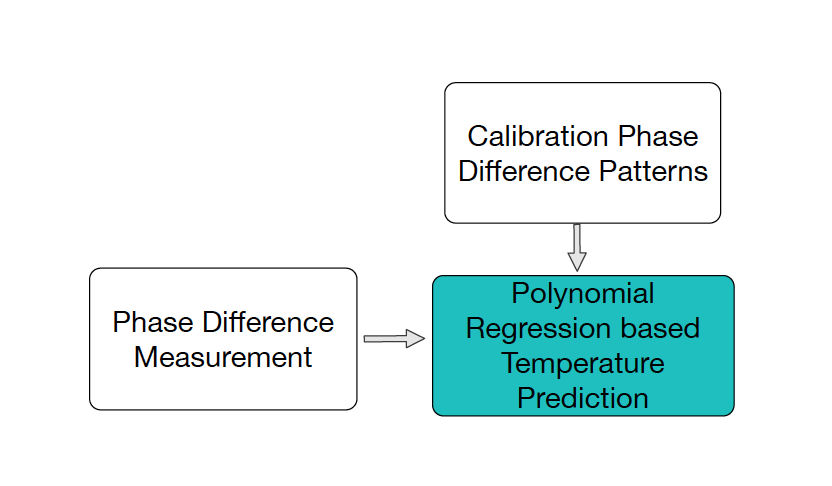 Calibration Phase
Difference Patterns
Phase Difference
Measurement
Polynomial
Regression based
Temperature
Prediction